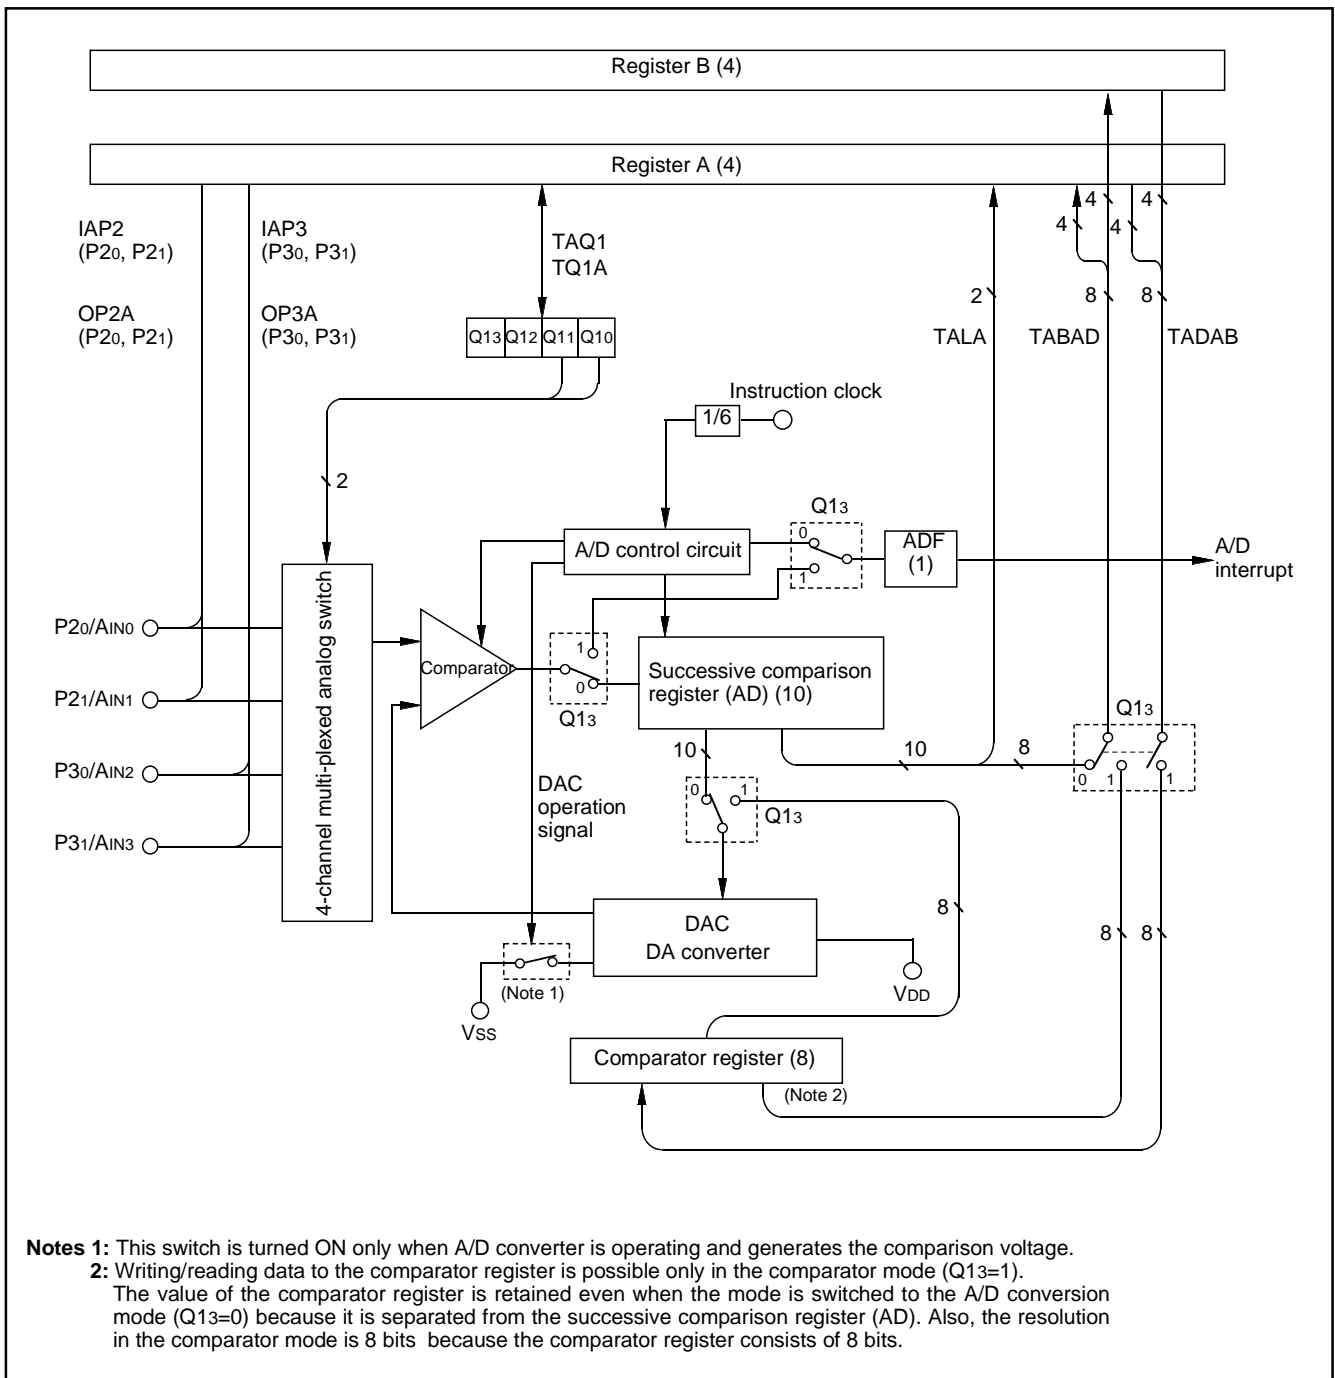 Register B (4)
Register A (4)
IAP2
(P20, P21)
IAP3
(P30, P31)
TAQ1
TQ1A
OP2A
(P20, P21)
OP3A
(P30, P31)
Q13 Q12 Q11 Q10
4 4
4 4
2 8 8
TALA TABAD TADAB
Instruction clock
1/6
2
Q13
0
1
A/D control circuit
ADF
(1)
A/D
interrupt
4-channel multi-plexed analog switch
P20/AIN0
P21/AIN1
P30/AIN2
P31/AIN3
Comparator
1
0
Q13
Successive comparison
register (AD) (10)
Q13
0 1 1
10 10 8
DAC
operation
signal
0 1
Q13
8
8 8
DAC
DA converter
(Note 1)
VSS
VDD
Comparator register (8)
(Note 2)
Notes 1: This switch is turned ON only when A/D converter is operating and generates the comparison voltage.
2: Writing/reading data to the comparator register is possible only in the comparator mode (Q13=1).
The value of the comparator register is retained even when the mode is switched to the A/D conversion
mode (Q13=0) because it is separated from the successive comparison register (AD). Also, the resolution
in the comparator mode is 8 bits because the comparator register consists of 8 bits.